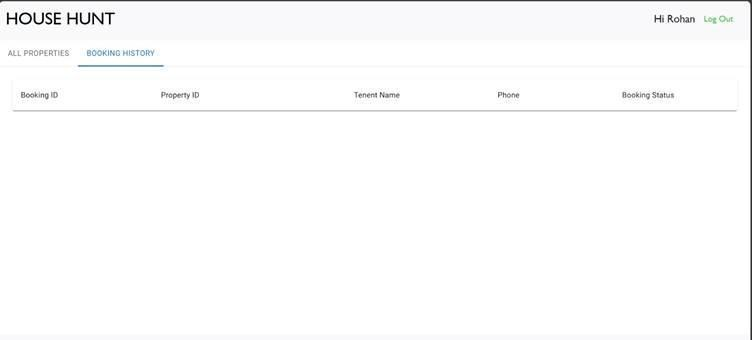 HOUSE HUNT
Hi Rohan Log Out
ALL PROPERTIES BOOKING HISTORY
Booking ID Property ID Tenent Name Phone Booking Status